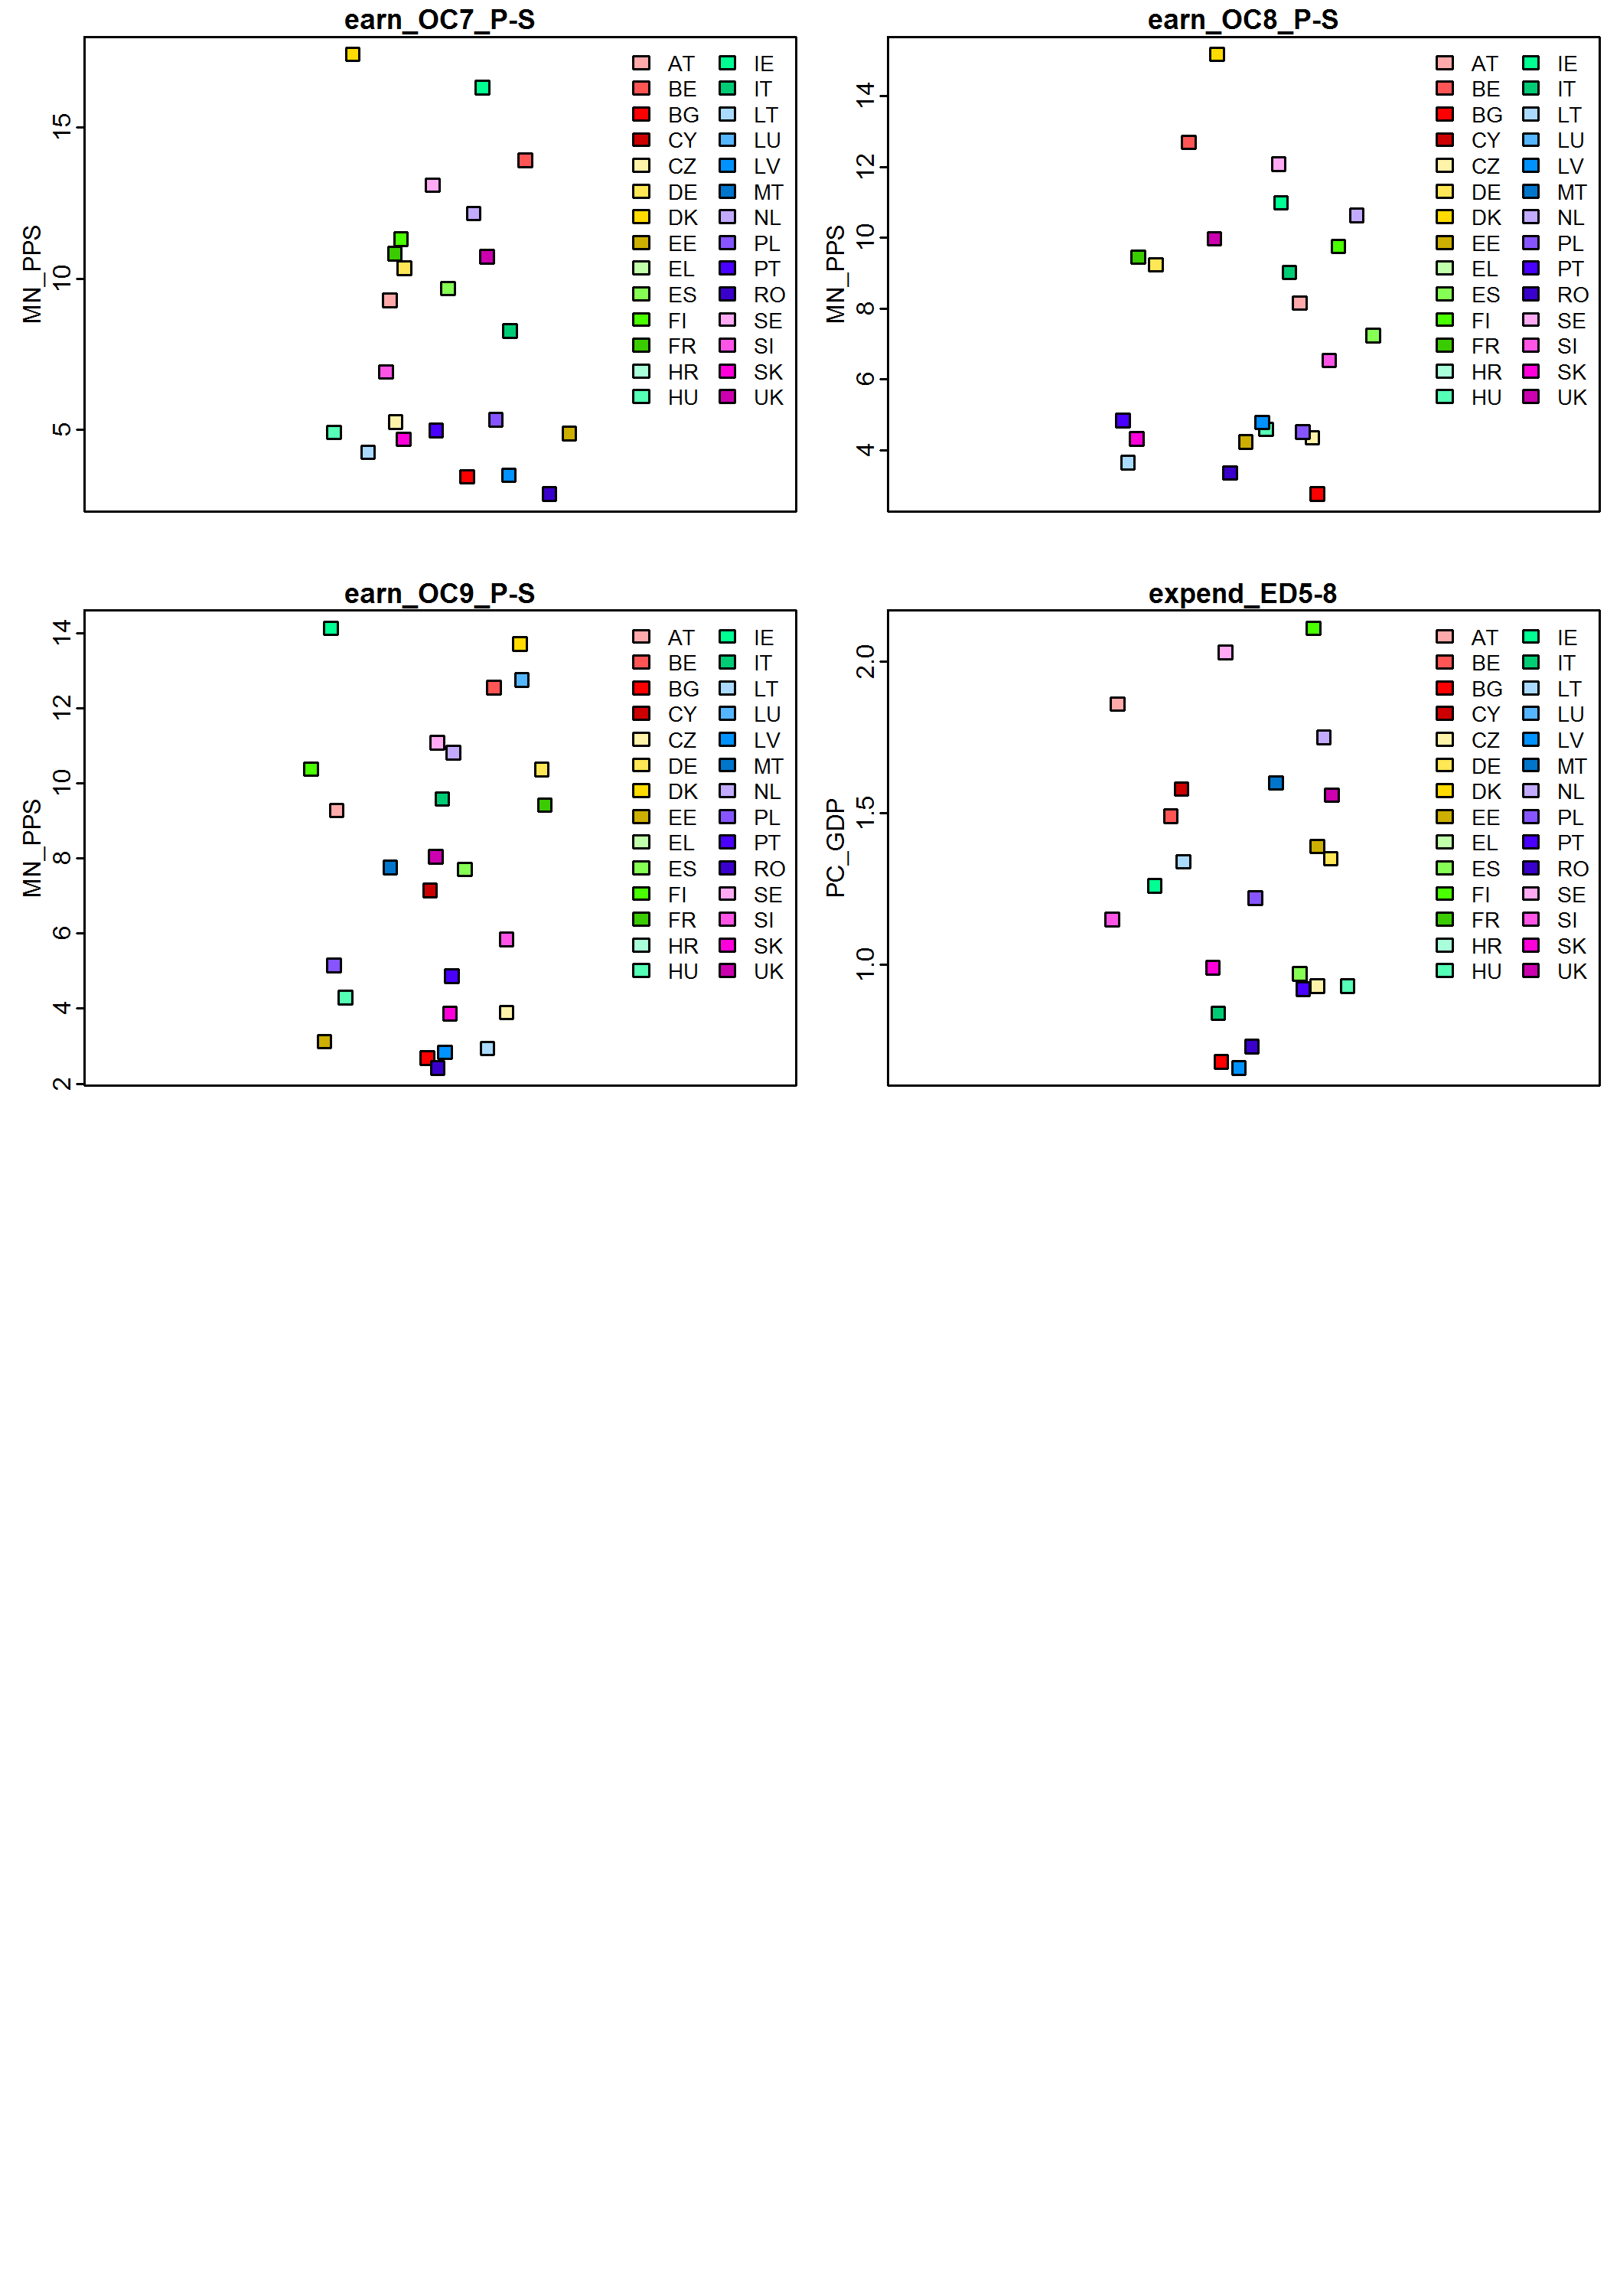 earn_OC7_P-S
MN_PPS
15
10
5
AT IE
BE IT
BG LT
CY LU
CZ LV
DE MT
DK NL
EE PL
EL PT
ES RO
FI SE
FR SI
HR SK
HU UK
earn_OC8_P-S
MN_PPS
14
12
10
8
6
4
AT IE
BE IT
BG LT
CY LU
CZ LV
DE MT
DK NL
EE PL
EL PT
ES RO
FI SE
FR SI
HR SK
HU UK
earn_OC9_P-S
MN_PPS
14
12
10
8
6
4
2
AT IE
BE IT
BG LT
CY LU
CZ LV
DE MT
DK NL
EE PL
EL PT
ES RO
FI SE
FR SI
HR SK
HU UK
expend_ED5-8
PC_GDP
2.0
1.5
1.0
AT IE
BE IT
BG LT
CY LU
CZ LV
DE MT
DK NL
EE PL
EL PT
ES RO
FI SE
FR SI
HR SK
HU UK